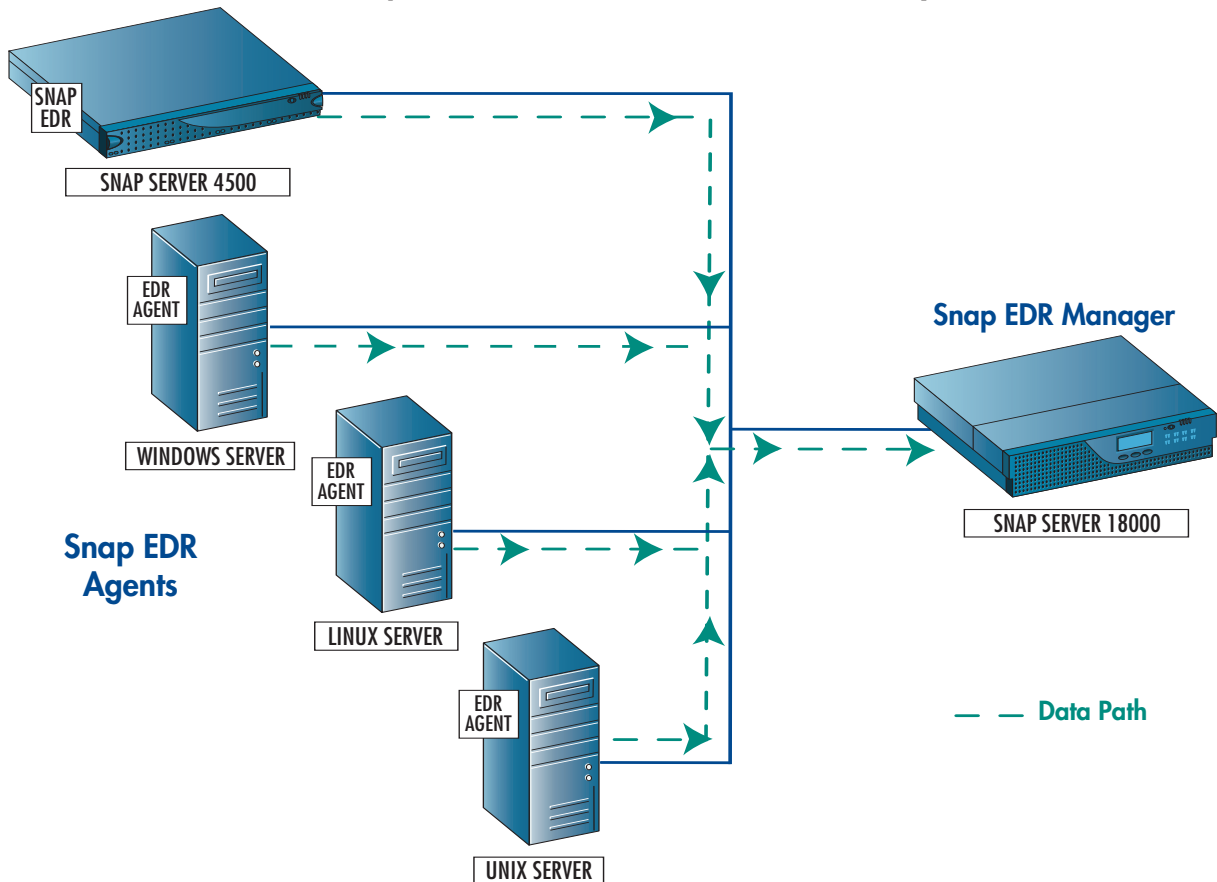 SNAP
EDR
SNAP SERVER 4500
EDR
AGENT
WINDOWS SERVER
Snap EDR Manager
SNAP SERVER 18000
EDR
AGENT
Snap EDR
Agents
LINUX SERVER
EDR
AGENT
Data Path
UNIX SERVER